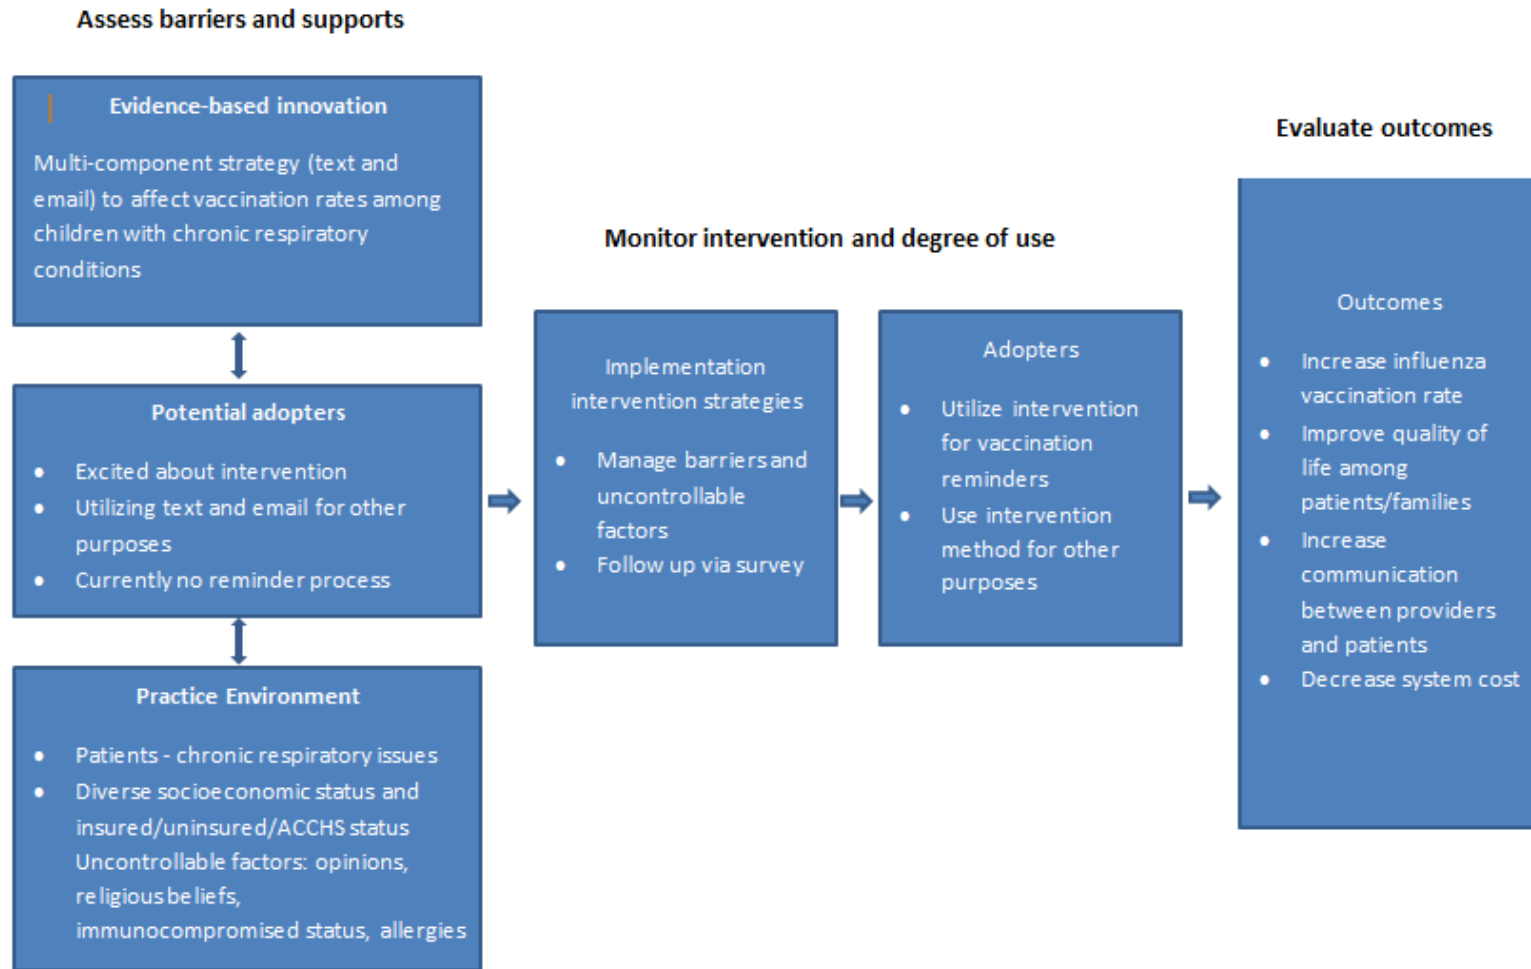 Assess barriers and supports
Evidence-based innovation
Multi-component strategy (text and
email) to affect vaccination rates among
children with chronic respiratory
conditions
Potential adopters
• Excited about intervention
• Utilizing text and email for other
purposes
• Currently no reminder process
Practice Environment
• Patients - chronic respiratory issues
• Diverse socioeconomic status and
insured/uninsured/ACCHS status
Uncontrollable factors: opinions,
religious beliefs,
immunocompromised status, allergies
Monitor intervention and degree of use
Implementation
intervention strategies
• Manage barriers and
uncontrollable
factors
• Follow up via survey
Adopters
• Utilize intervention
for vaccination
reminders
• Use intervention
method for other
purposes
Evaluate outcomes
Outcomes
• Increase influenza
vaccination rate
• Improve quality of
life among
patients/families
• Increase
communication
between providers
and patients
• Decrease system cost